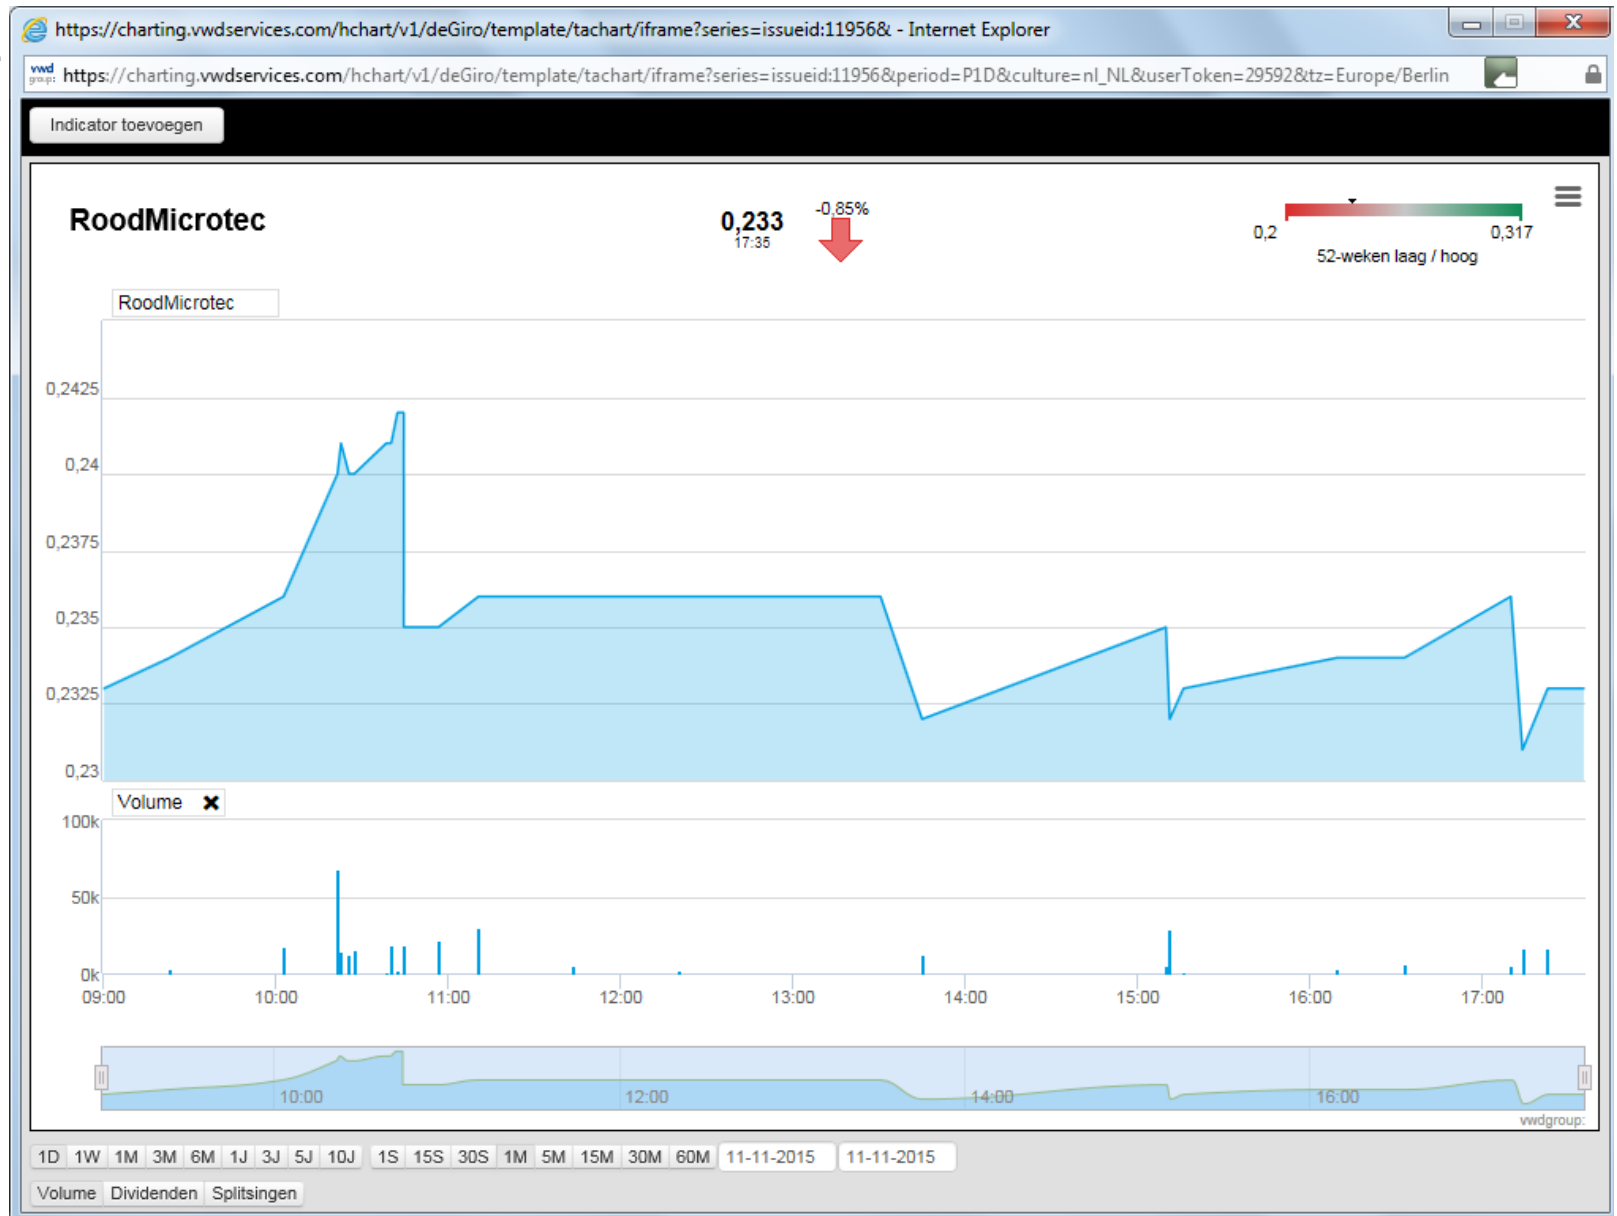 https://charting.vwdservices.com/hchart/v1/deGiro/template/tachart/iframe?series=issueid:11956& - Internet Explorer
vwd group: https://charting.vwdservices.com/hchart/v1/deGiro/template/tachart/iframe?series=issueid:11956&period=P1D&culture=nl_NL&userToken=29592&tz=Europe/Berlin
Indicator toevoegen
RoodMicrotec
0,233
17:35
-0,85%
0,2 0,317
52-weken laag / hoog
RoodMicrotec
0,2425
0,24
0,2375
0,235
0,2325
0,23
Volume
100k
50k
0k
09:00 10:00 11:00 12:00 13:00 14:00 15:00 16:00 17:00
10:00 12:00 14:00 16:00
vwdgroup:
1D 1W 1M 3M 6M 1J 3J 5J 10J 1S 15S 30S 1M 5M 15M 30M 60M 11-11-2015 11-11-2015
Volume Dividenden Splitsingen